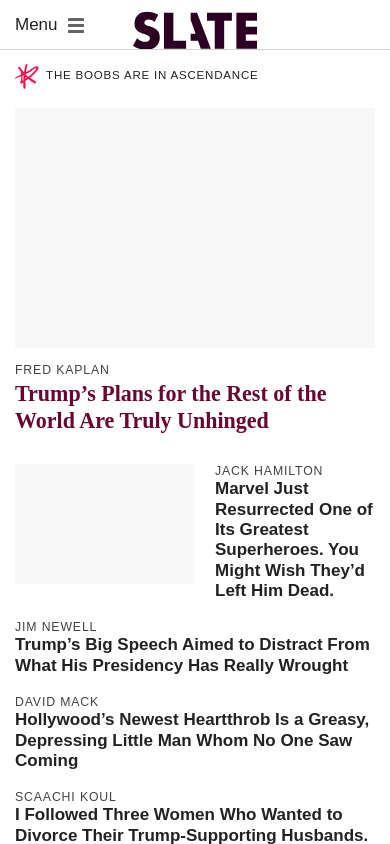 Menu
SLATE
THE BOOBS ARE IN ASCENDANCE
FRED KAPLAN
Trump’s Plans for the Rest of the
World Are Truly Unhinged
JACK HAMILTON
Marvel Just
Resurrected One of
Its Greatest
Superheroes. You
Might Wish They’d
Left Him Dead.
JIM NEWELL
Trump’s Big Speech Aimed to Distract From
What His Presidency Has Really Wrought
DAVID MACK
Hollywood’s Newest Heartthrob Is a Greasy,
Depressing Little Man Whom No One Saw
Coming
SCAACHI KOUL
I Followed Three Women Who Wanted to
Divorce Their Trump-Supporting Husbands.